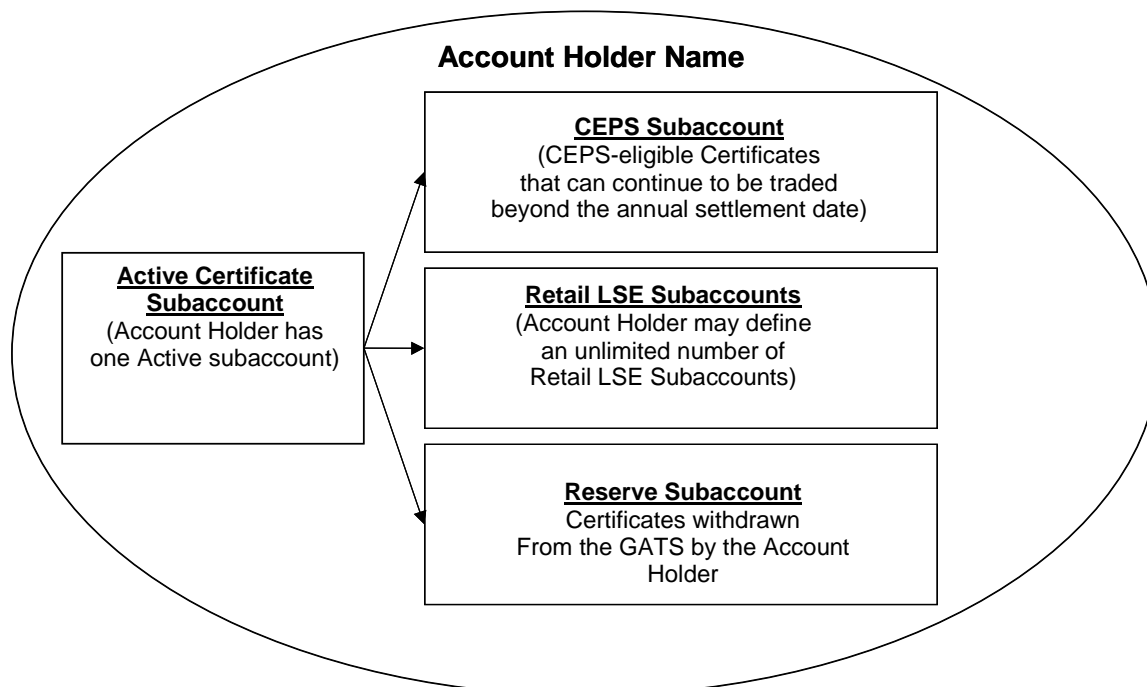 Account Holder Name
CEPS Subaccount
(CEPS-eligible Certificates
that can continue to be traded
beyond the annual settlement date)
Active Certificate
Subaccount
(Account Holder has
one Active subaccount)
Retail LSE Subaccounts
(Account Holder may define
an unlimited number of
Retail LSE Subaccounts)
Reserve Subaccount
Certificates withdrawn
From the GATS by the Account
Holder